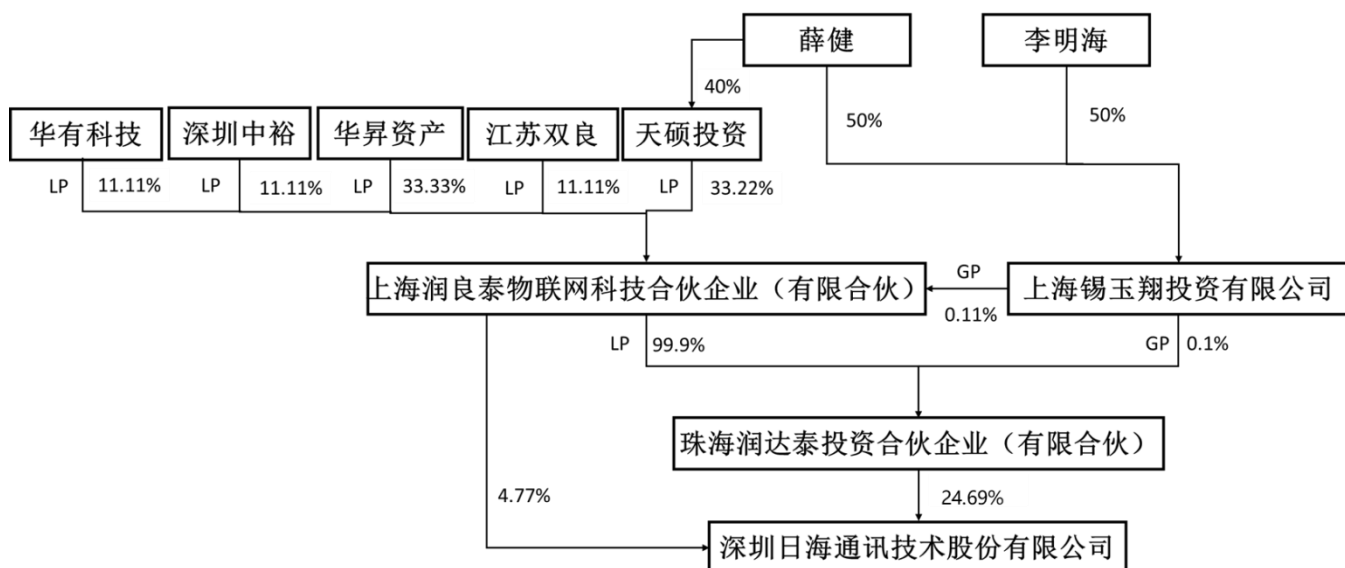 薛健
李明海
40%
50%
50%
华有科技
深圳中裕
华昇资产
江苏双良
天硕投资
LP
11.11%
LP
11.11%
LP
33.33%
LP
11.11%
LP
33.22%
上海润良泰物联网科技合伙企业（有限合伙）
GP
0.11%
上海锡玉翔投资有限公司
LP
99.9%
GP
0.1%
珠海润达泰投资合伙企业（有限合伙）
4.77%
24.69%
深圳日海通讯技术股份有限公司